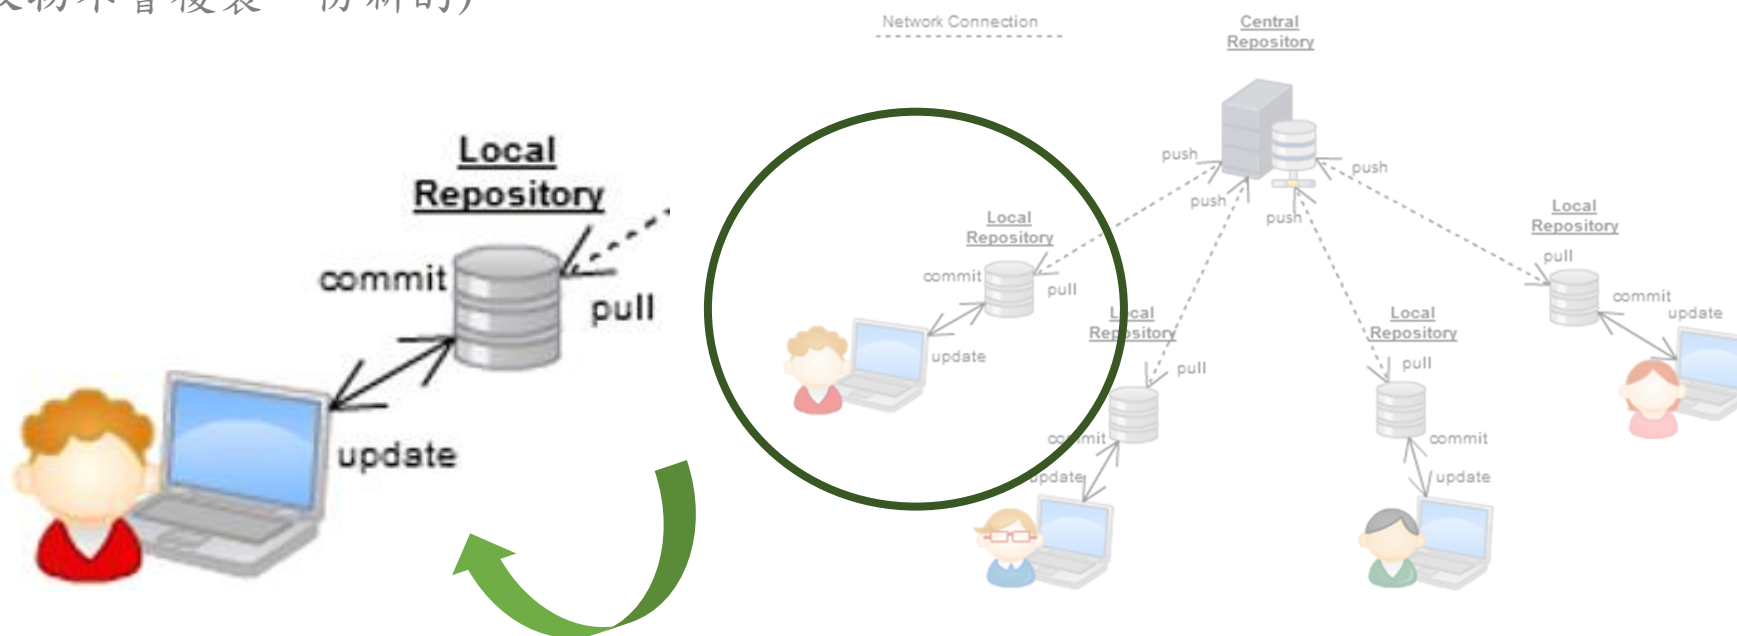 Network Connection
Central
Repository
Local
Repository
commit
pull
update
push
push
push
push
Local
Repository
commit
pull
update
Local
Repository
pull
commit
update
Local
Repository
pull
commit
update
Local
Repository
pull
commit
update